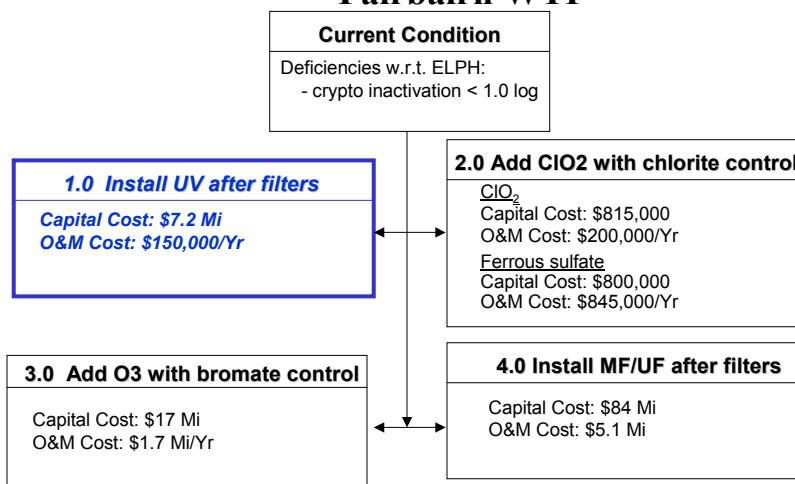 Current Condition
Deficiencies w.r.t. ELPH:
- crypto inactivation < 1.0 log
1.0 Install UV after filters
Capital Cost: $7.2 Mi
O&M Cost: $150,000/Yr
2.0 Add ClO2 with chlorite control
ClO2
Capital Cost: $815,000
O&M Cost: $200,000/Yr
Ferrous sulfate
Capital Cost: $800,000
O&M Cost: $845,000/Yr
3.0 Add O3 with bromate control
Capital Cost: $17 Mi
O&M Cost: $1.7 Mi/Yr
4.0 Install MF/UF after filters
Capital Cost: $84 Mi
O&M Cost: $5.1 Mi